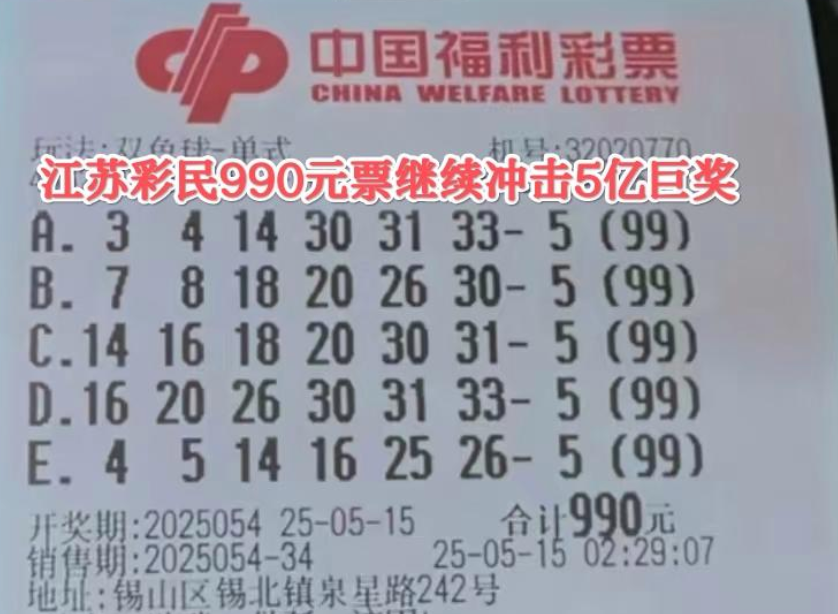 中国福利彩票
CHINA WELFARE LOTTERY
玩法:双色球-单式 机号:32020770
江苏彩民990元票继续冲击5亿巨奖
A. 3 4 14 30 31 33- 5 (99)
B. 7 8 18 20 26 30- 5 (99)
C.14 16 18 20 30 31- 5 (99)
D.16 20 26 30 31 33- 5 (99)
E. 4 5 14 16 25 26- 5 (99)
开奖期:2025054 25-05-15 合计990元
销售期:2025054-34 25-05-15 02:29:07
地址:锡山区锡北镇泉星路242号